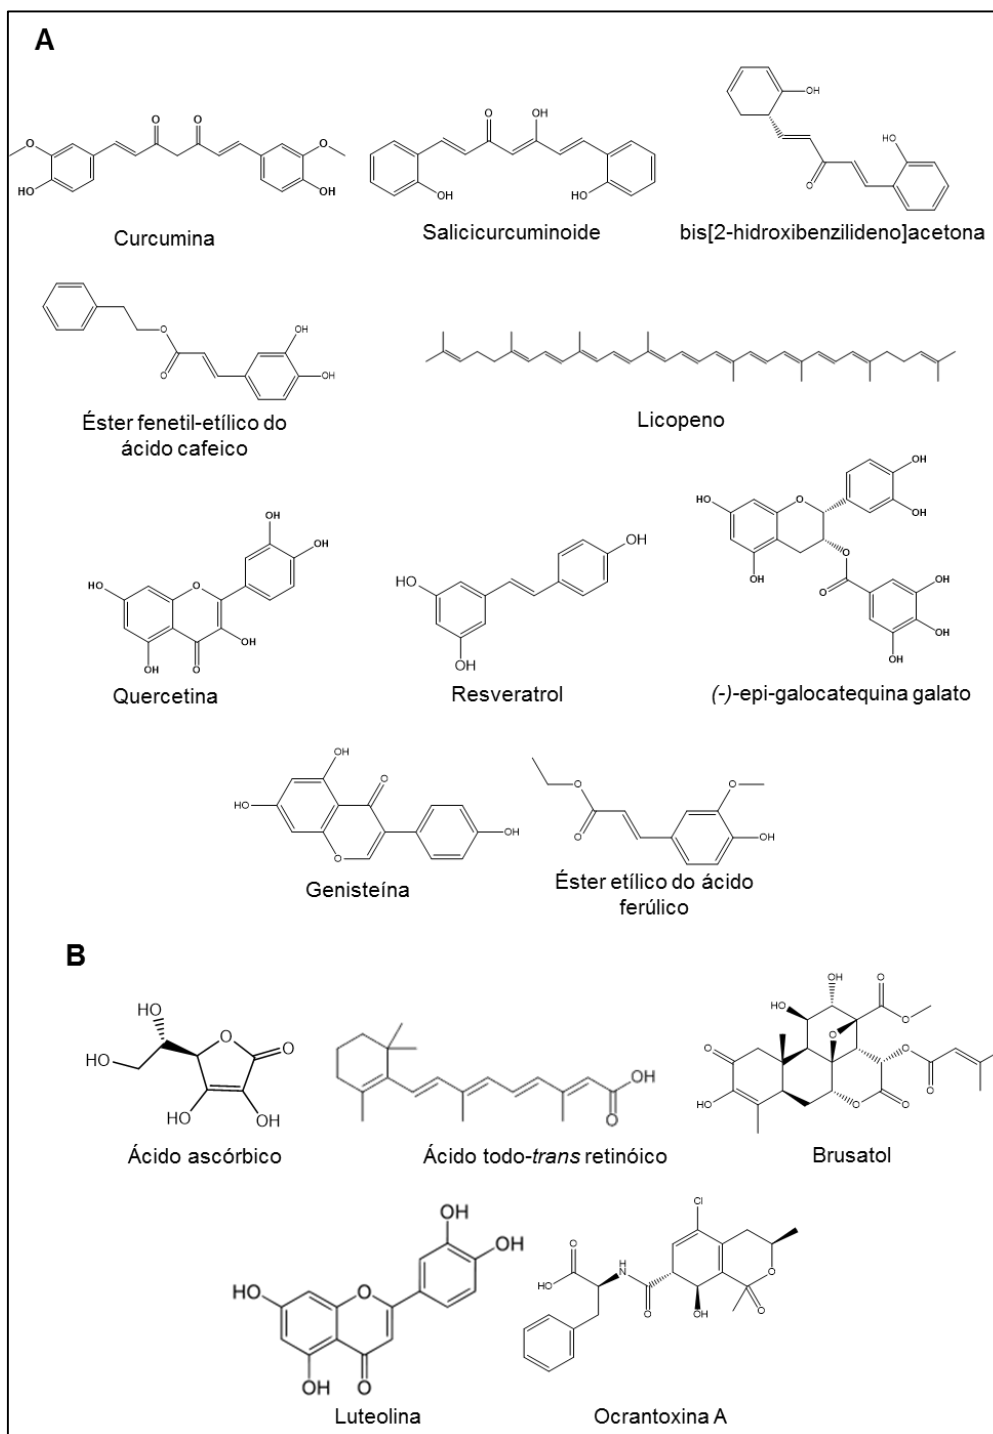 A
Curcumina
Salicicurcuminoide
bis[2-hidroxibenzilideno]acetona
Éster fenetil-etílico do
ácido cafeico
Licopeno
Quercetina
Resveratrol
(-)-epi-galocatequina galato
Genisteína
Éster etílico do ácido
ferúlico
B
Ácido ascórbico
Ácido todo-trans retinóico
Brusatol
Luteolina
Ocrantoxina A